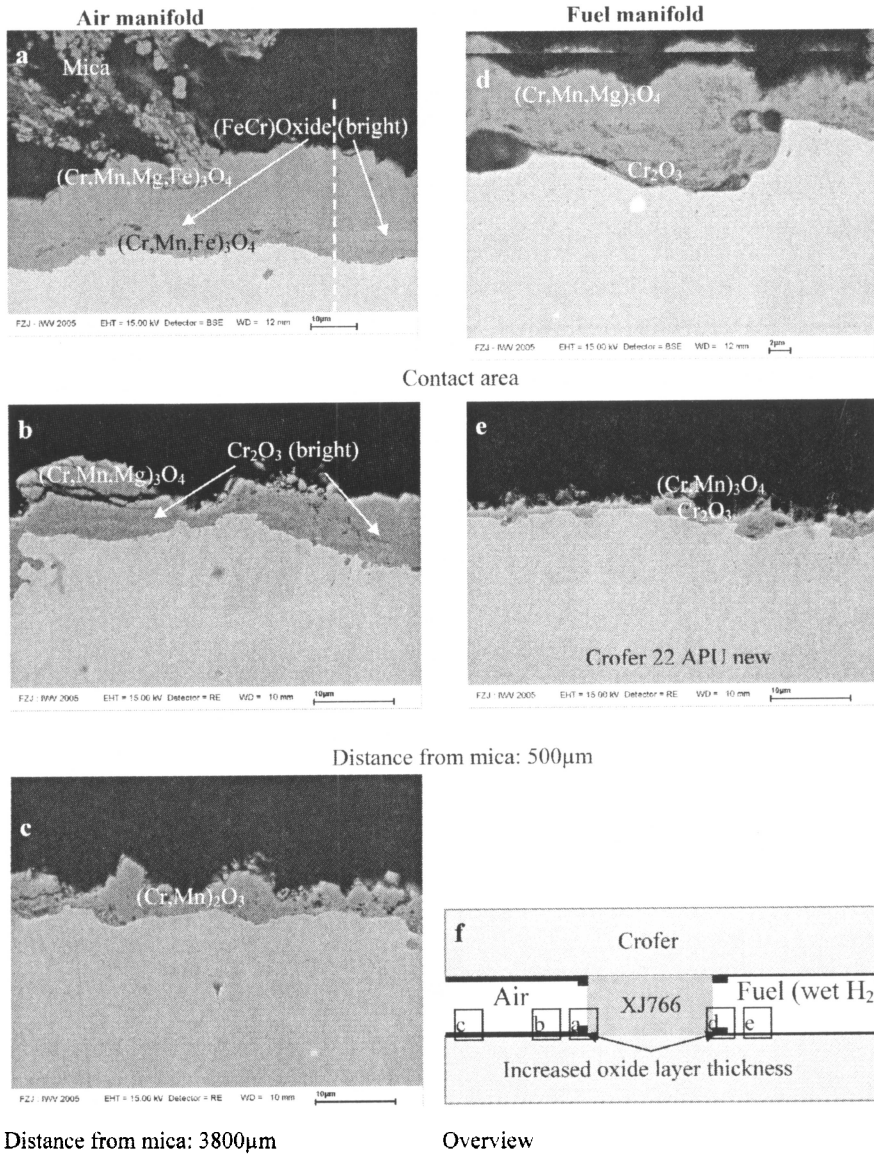 Air manifold
Fuel manifold
a
Mica
(FeCr)Oxide (bright)
(Cr,Mn,Mg,Fe)₃O₄
(Cr,Mn,Fe)₃O₄
FZJ - IWV 2005 EHT = 15.00 kV Detector = BSE WD = 12 mm 10µm
d
(Cr,Mn,Mg)₃O₄
Cr₂O₃
FZJ - IWV 2005 EHT = 15.00 kV Detector = BSE WD = 12 mm 2µm
Contact area
b
Cr₂O₃ (bright)
(Cr,Mn,Mg)₃O₄
FZJ - IWV 2005 EHT = 15.00 kV Detector = RE WD = 10 mm 10µm
e
(Cr,Mn)₃O₄
Cr₂O₃
Crofer 22 APU new
FZJ - IWV 2005 EHT = 15.00 kV Detector = RE WD = 10 mm 10µm
Distance from mica: 500µm
c
(Cr,Mn)₂O₃
FZJ - IWV 2005 EHT = 15.00 kV Detector = RE WD = 10 mm 10µm
f
Crofer
Air
XJ766
Fuel (wet H₂
c
b
a
d
e
Increased oxide layer thickness
Distance from mica: 3800µm
Overview